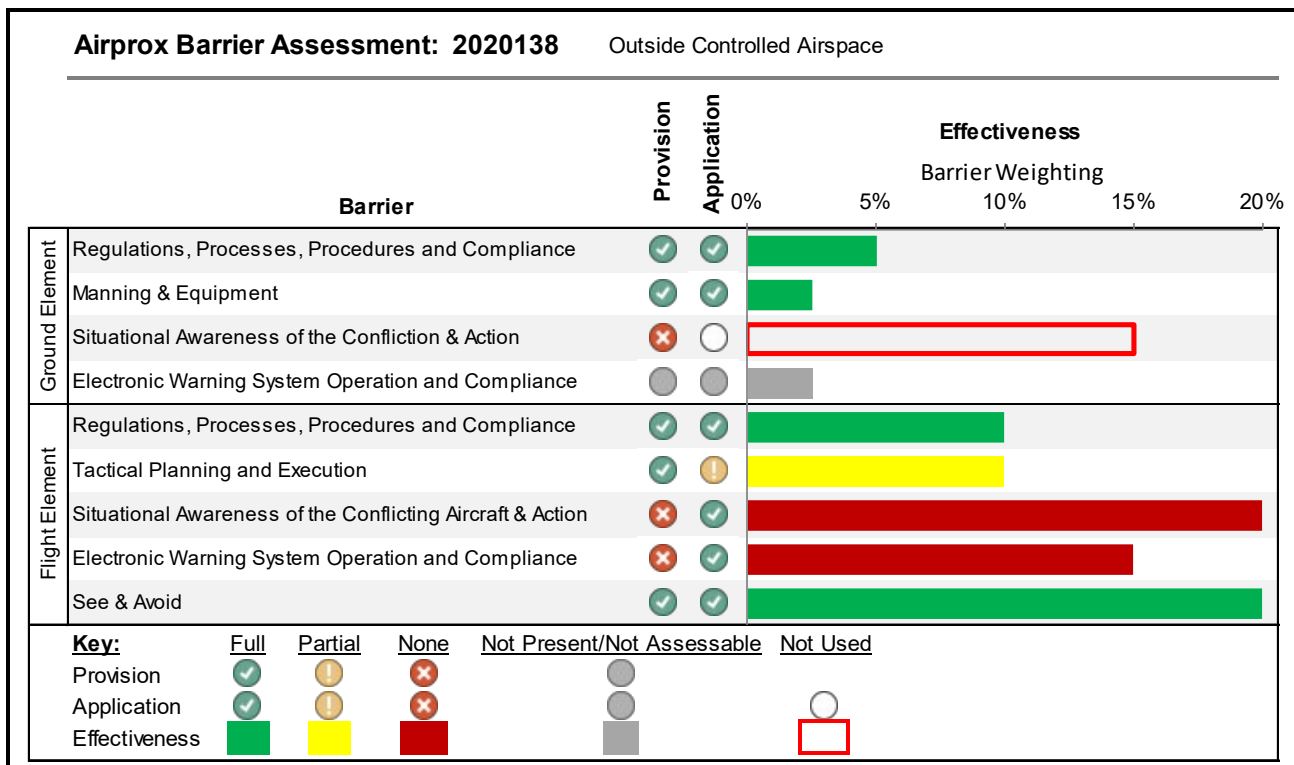 Airprox Barrier Assessment: 2020138 Outside Controlled Airspace
Provision
Application
Effectiveness
Barrier Weighting
Barrier
0% 5% 10% 15% 20%
Ground Element
Regulations, Processes, Procedures and Compliance
Manning & Equipment
Situational Awareness of the Confliction & Action
Electronic Warning System Operation and Compliance
Flight Element
Regulations, Processes, Procedures and Compliance
Tactical Planning and Execution
Situational Awareness of the Conflicting Aircraft & Action
Electronic Warning System Operation and Compliance
See & Avoid
Key: Full Partial None Not Present/Not Assessable Not Used
Provision
Application
Effectiveness